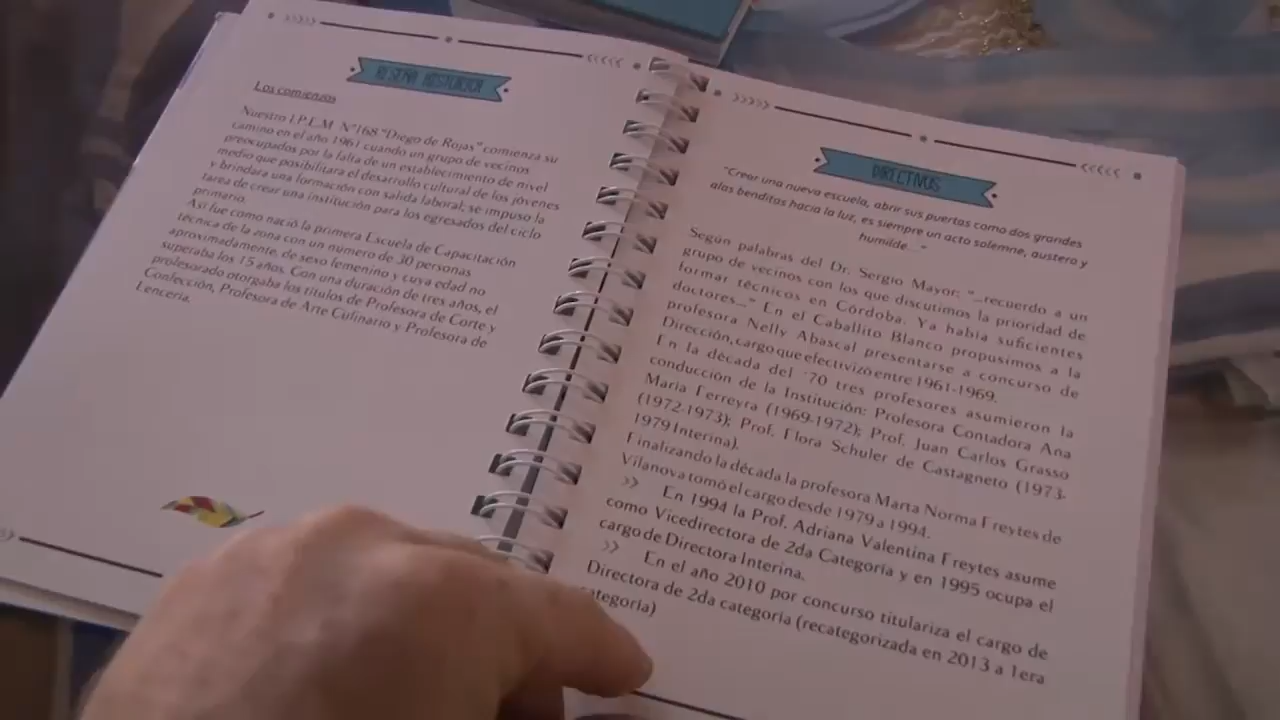 RESEÑA HISTÓRICA
Los comienzos
Nuestro I.P.E.M N°168 "Diego de Rojas" comienza su
camino en el año 1961 cuando un grupo de vecinos
preocupados por la falta de un establecimiento de nivel
medio que posibilitara el desarrollo cultural de los jóvenes
y brindara una formación con salida laboral; se impuso la
tarea de crear una institución para los egresados del ciclo
primario.
Así fue como nació la primera Escuela de Capacitación
técnica de la zona con un número de 30 personas
aproximadamente, de sexo femenino y cuya edad no
superaba los 15 años. Con una duración de tres años, el
profesorado otorgaba los títulos de Profesora de Corte y
Confección, Profesora de Arte Culinario y Profesora de
Lencería.
DIRECTIVOS
"Crear una nueva escuela, abrir sus puertas como dos grandes
alas benditas hacia la luz, es siempre un acto solemne, austero y
humilde..."
Según palabras del Dr. Sergio Mayor: "...recuerdo a un
grupo de vecinos con los que discutimos la prioridad de
formar técnicos en Córdoba. Ya había suficientes
doctores..." En el Caballito Blanco propusimos a la
profesora Nelly Abascal presentarse a concurso de
Dirección, cargo que efectivizó entre 1961-1969.
En la década del '70 tres profesores asumieron la
conducción de la Institución: Profesora Contadora Ana
María Ferreyra (1969-1972); Prof. Juan Carlos Grasso
(1972-1973); Prof. Flora Schuler de Castagneto (1973-
1979 Interina).
Finalizando la década la profesora Marta Norma Freytes de
Vilanova tomó el cargo desde 1979 a 1994.
En 1994 la Prof. Adriana Valentina Freytes asume
como Vicedirectora de 2da Categoría y en 1995 ocupa el
cargo de Directora Interina.
En el año 2010 por concurso titulariza el cargo de
Directora de 2da categoría (recategorizada en 2013 a 1era
ategoría)